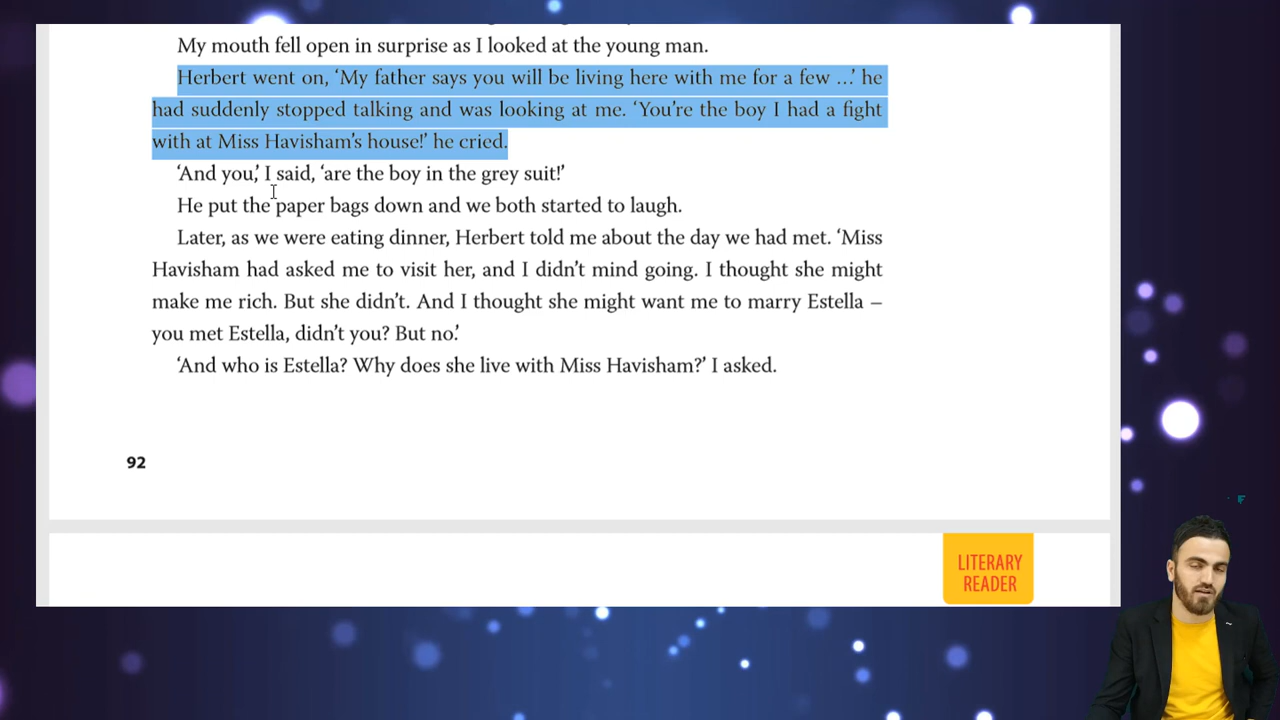 My mouth fell open in surprise as I looked at the young man.
Herbert went on, ‘My father says you will be living here with me for a few ...’ he
had suddenly stopped talking and was looking at me. ‘You’re the boy I had a fight
with at Miss Havisham’s house!’ he cried.
‘And you,’ I said, ‘are the boy in the grey suit!’
He put the paper bags down and we both started to laugh.
Later, as we were eating dinner, Herbert told me about the day we had met. ‘Miss
Havisham had asked me to visit her, and I didn’t mind going. I thought she might
make me rich. But she didn’t. And I thought she might want me to marry Estella –
you met Estella, didn’t you? But no.’
‘And who is Estella? Why does she live with Miss Havisham?’ I asked.
92
LITERARY
READER